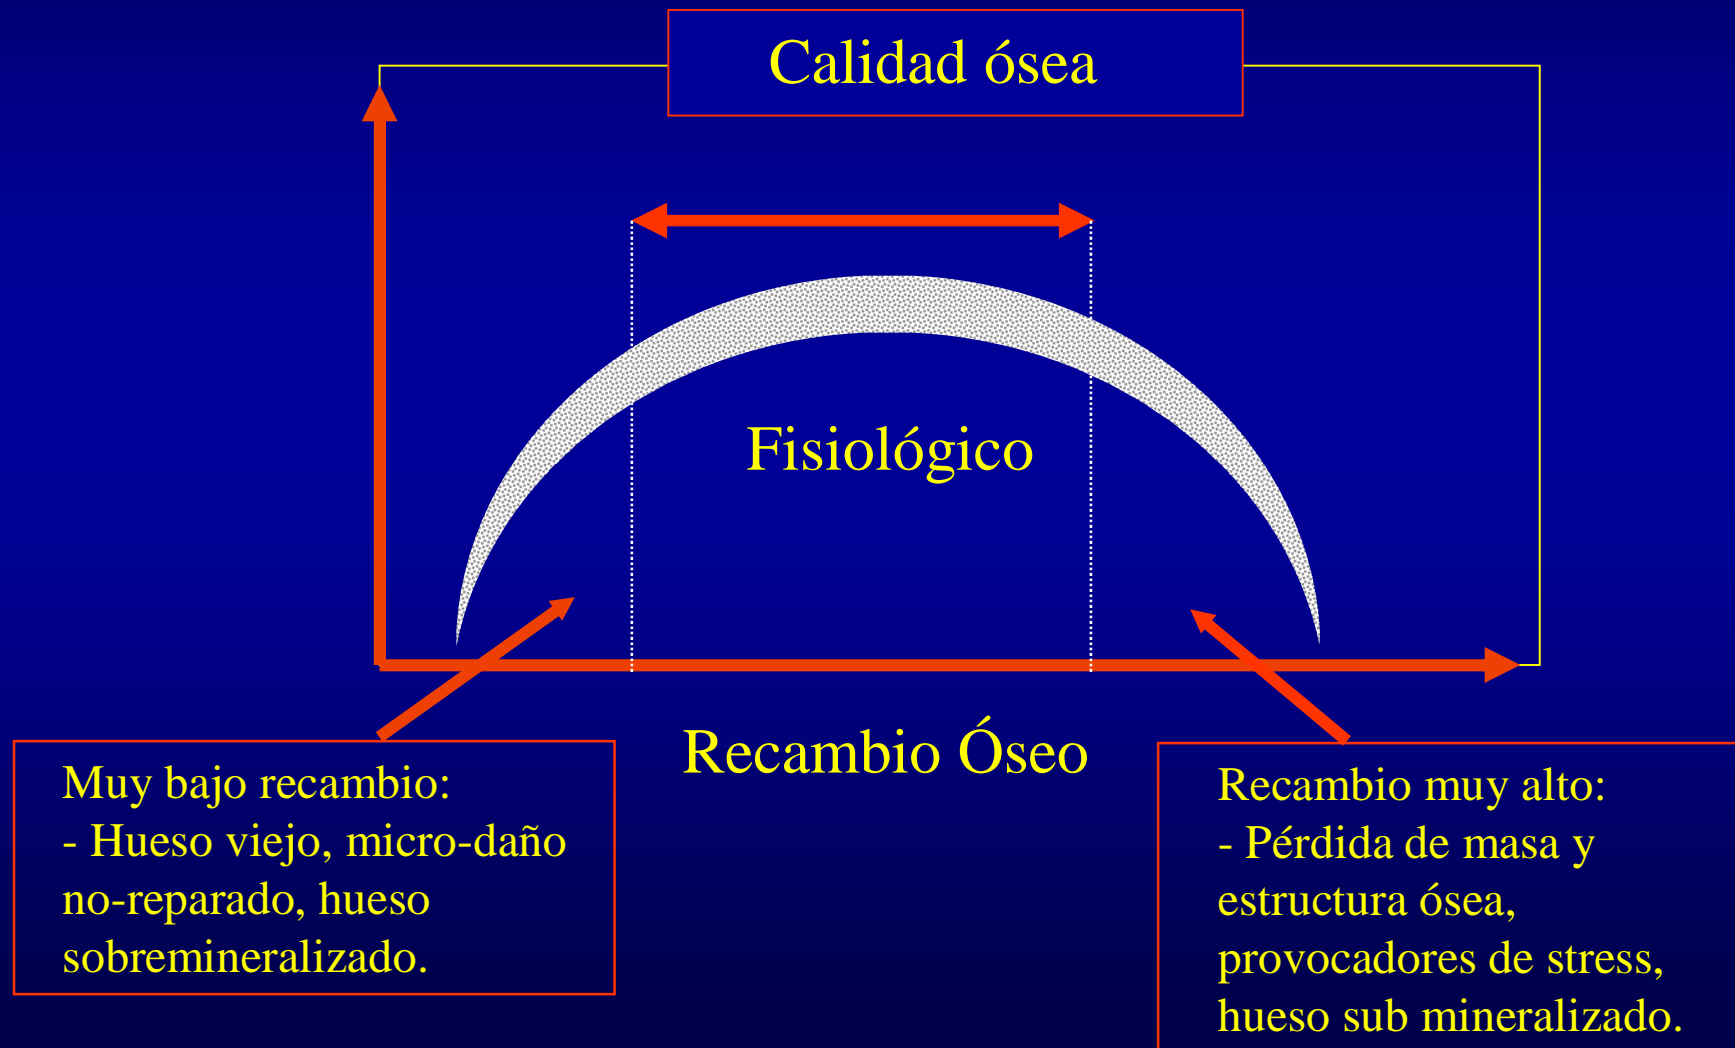 Calidad ósea
Fisiológico
Recambio Óseo
Muy bajo recambio:
- Hueso viejo, micro-daño
no-reparado, hueso
sobremineralizado.
Recambio muy alto:
- Pérdida de masa y
estructura ósea,
provocadores de stress,
hueso sub mineralizado.